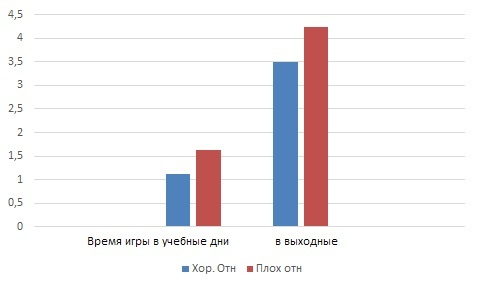 4,5
4
3,5
3
2,5
2
1,5
1
0,5
0
Время игры в учебные дни
в выходные
Хор. Отн
Плох отн